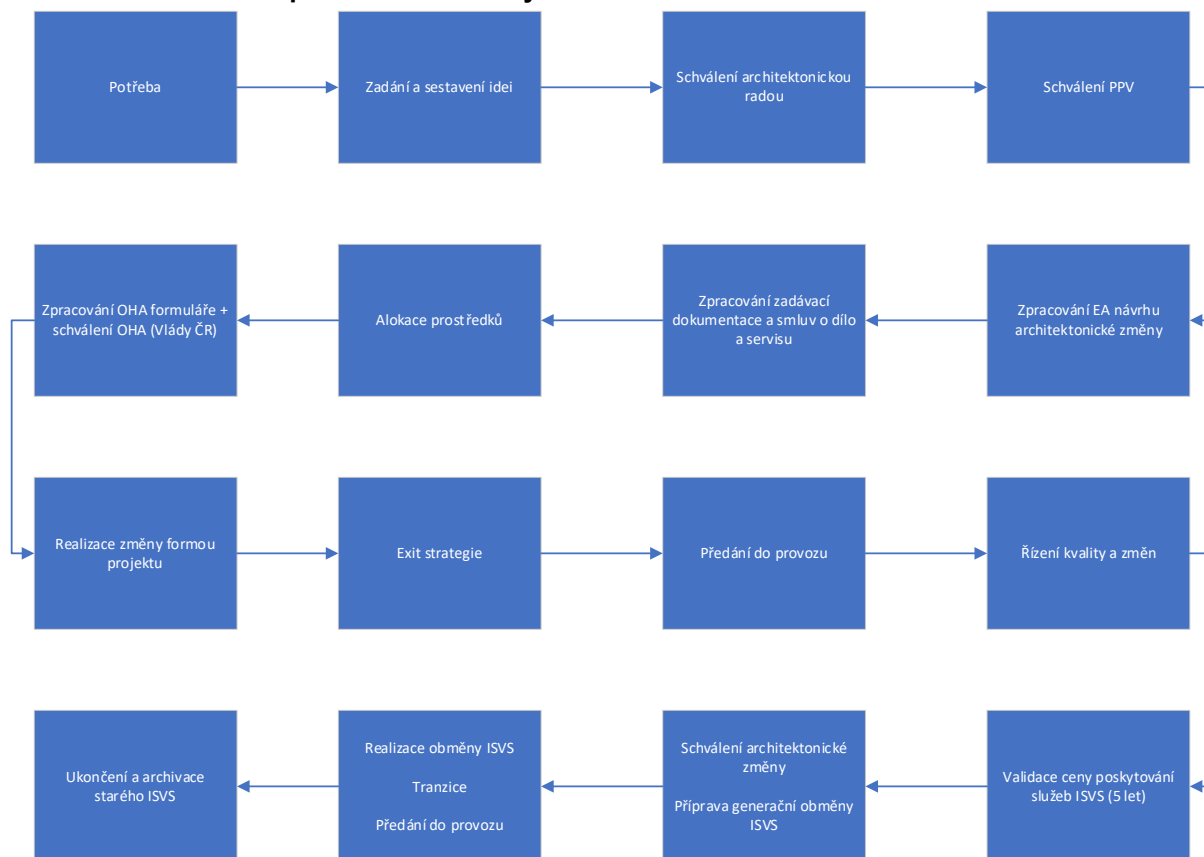 Potřeba
Zadání a sestavení idei
Schválení architektonickou
radou
Schválení PPV
Zpracování OHA formuláře +
schválení OHA (Vlády ČR)
Alokace prostředků
Zpracování zadávací
dokumentace a smluv o dílo
a servisu
Zpracování EA návrhu
architektonické změny
Realizace změny formou
projektu
Exit strategie
Předání do provozu
Řízení kvality a změn
Ukončení a archivace
starého ISVS
Realizace obměny ISVS
Tranzice
Předání do provozu
Schválení architektonické
změny
Příprava generační obměny
ISVS
Validace ceny poskytování
služeb ISVS (5 let)